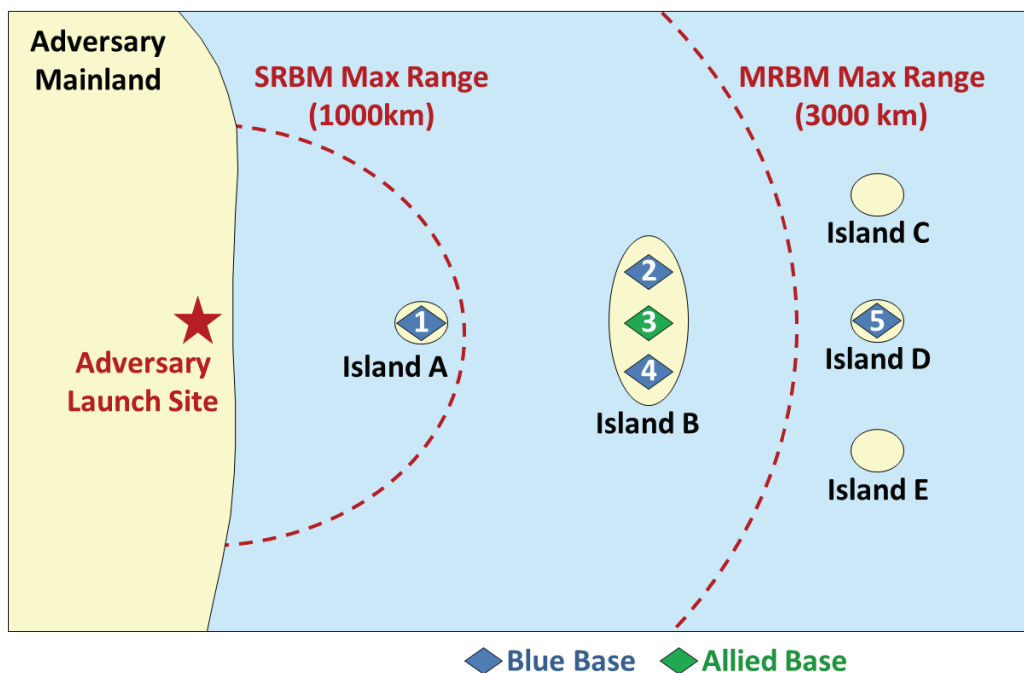 Adversary
Mainland
SRBM Max Range
(1000km)
MRBM Max Range
(3000 km)
Island C
2
1
3
5
Island A
Island D
Adversary
Launch Site
4
Island B
Island E
Blue Base
Allied Base